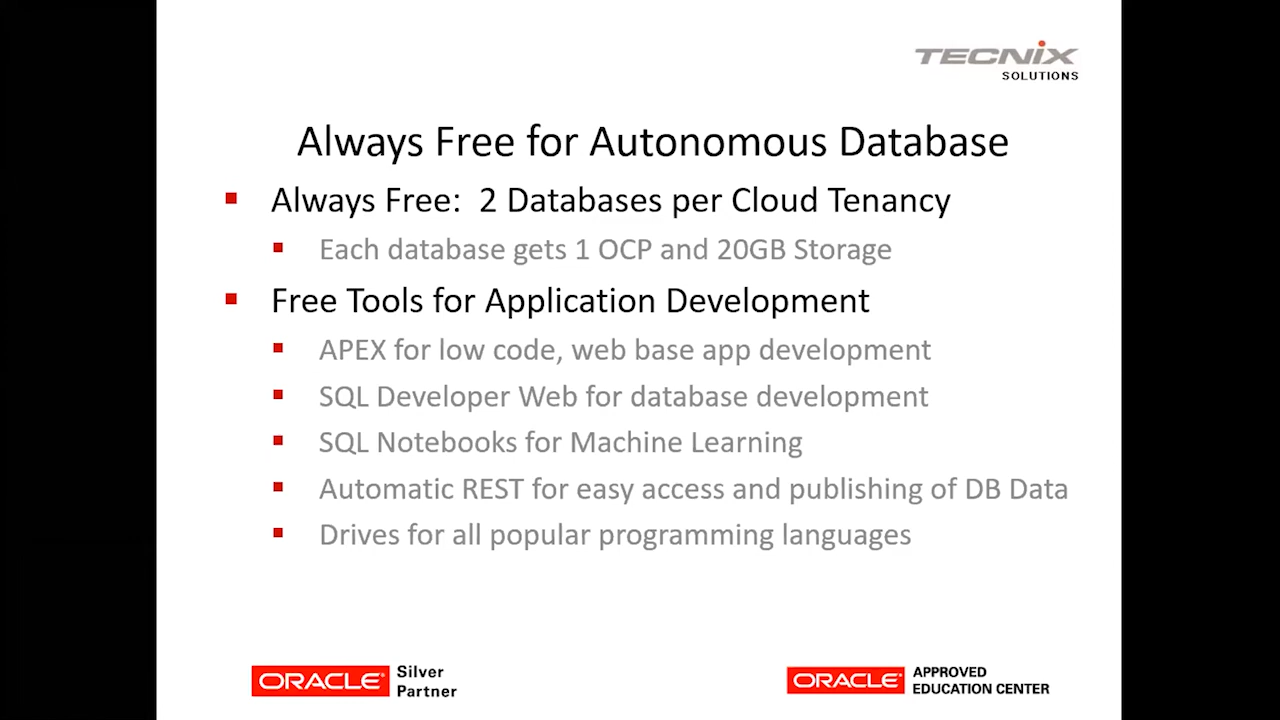 TECNIX
SOLUTIONS
Always Free for Autonomous Database
Always Free: 2 Databases per Cloud Tenancy
Each database gets 1 OCP and 20GB Storage
Free Tools for Application Development
APEX for low code, web base app development
SQL Developer Web for database development
SQL Notebooks for Machine Learning
Automatic REST for easy access and publishing of DB Data
Drives for all popular programming languages
ORACLE Silver
Partner
ORACLE APPROVED
EDUCATION CENTER